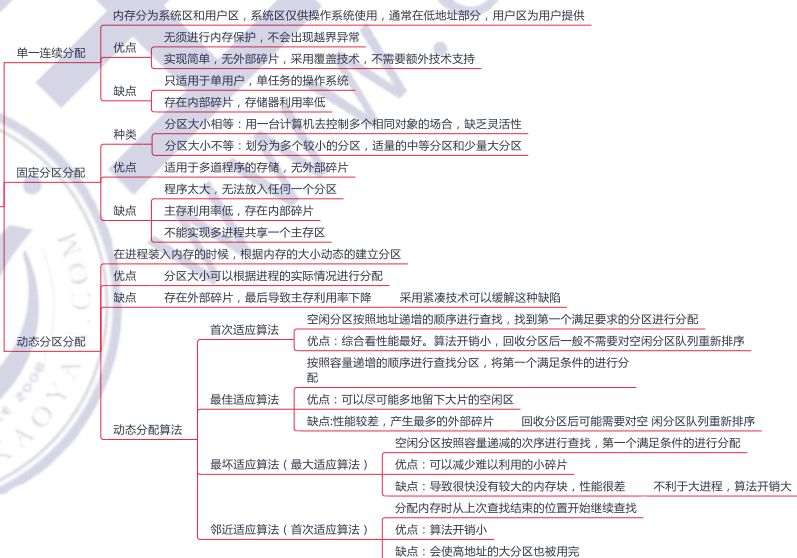 内存分为系统区和用户区，系统区仅供操作系统使用，通常在低地址部分，用户区为用户提供
单一连续分配
优点
无须进行内存保护，不会出现越界异常
实现简单，无外部碎片，采用覆盖技术，不需要额外技术支持
缺点
只适用于单用户，单任务的操作系统
存在内部碎片，存储器利用率低
固定分区分配
种类
分区大小相等：用一台计算机去控制多个相同对象的场合，缺乏灵活性
分区大小不等：划分为多个较小的分区，适量的中等分区和少量大分区
优点
适用于多道程序的存储，无外部碎片
缺点
程序太大，无法放入任何一个分区
主存利用率低，存在内部碎片
不能实现多进程共享一个主存区
动态分区分配
在进程装入内存的时候，根据内存的大小动态的建立分区
优点
分区大小可以根据进程的实际情况进行分配
缺点
存在外部碎片，最后导致主存利用率下降
采用紧凑技术可以缓解这种缺陷
动态分配算法
首次适应算法
空闲分区按照地址递增的顺序进行查找，找到第一个满足要求的分区进行分配
优点：综合看性能最好。算法开销小，回收分区后一般不需要对空闲分区队列重新排序
最佳适应算法
按照容量递增的顺序进行查找分区，将第一个满足条件的进行分
配
优点：可以尽可能多地留下大片的空闲区
缺点:性能较差，产生最多的外部碎片
回收分区后可能需要对空 闲分区队列重新排序
最坏适应算法（最大适应算法）
空闲分区按照容量递减的次序进行查找，第一个满足条件的进行分配
优点：可以减少难以利用的小碎片
缺点：导致很快没有较大的内存块，性能很差
不利于大进程，算法开销大
邻近适应算法（首次适应算法）
分配内存时从上次查找结束的位置开始继续查找
优点：算法开销小
缺点：会使高地址的大分区也被用完